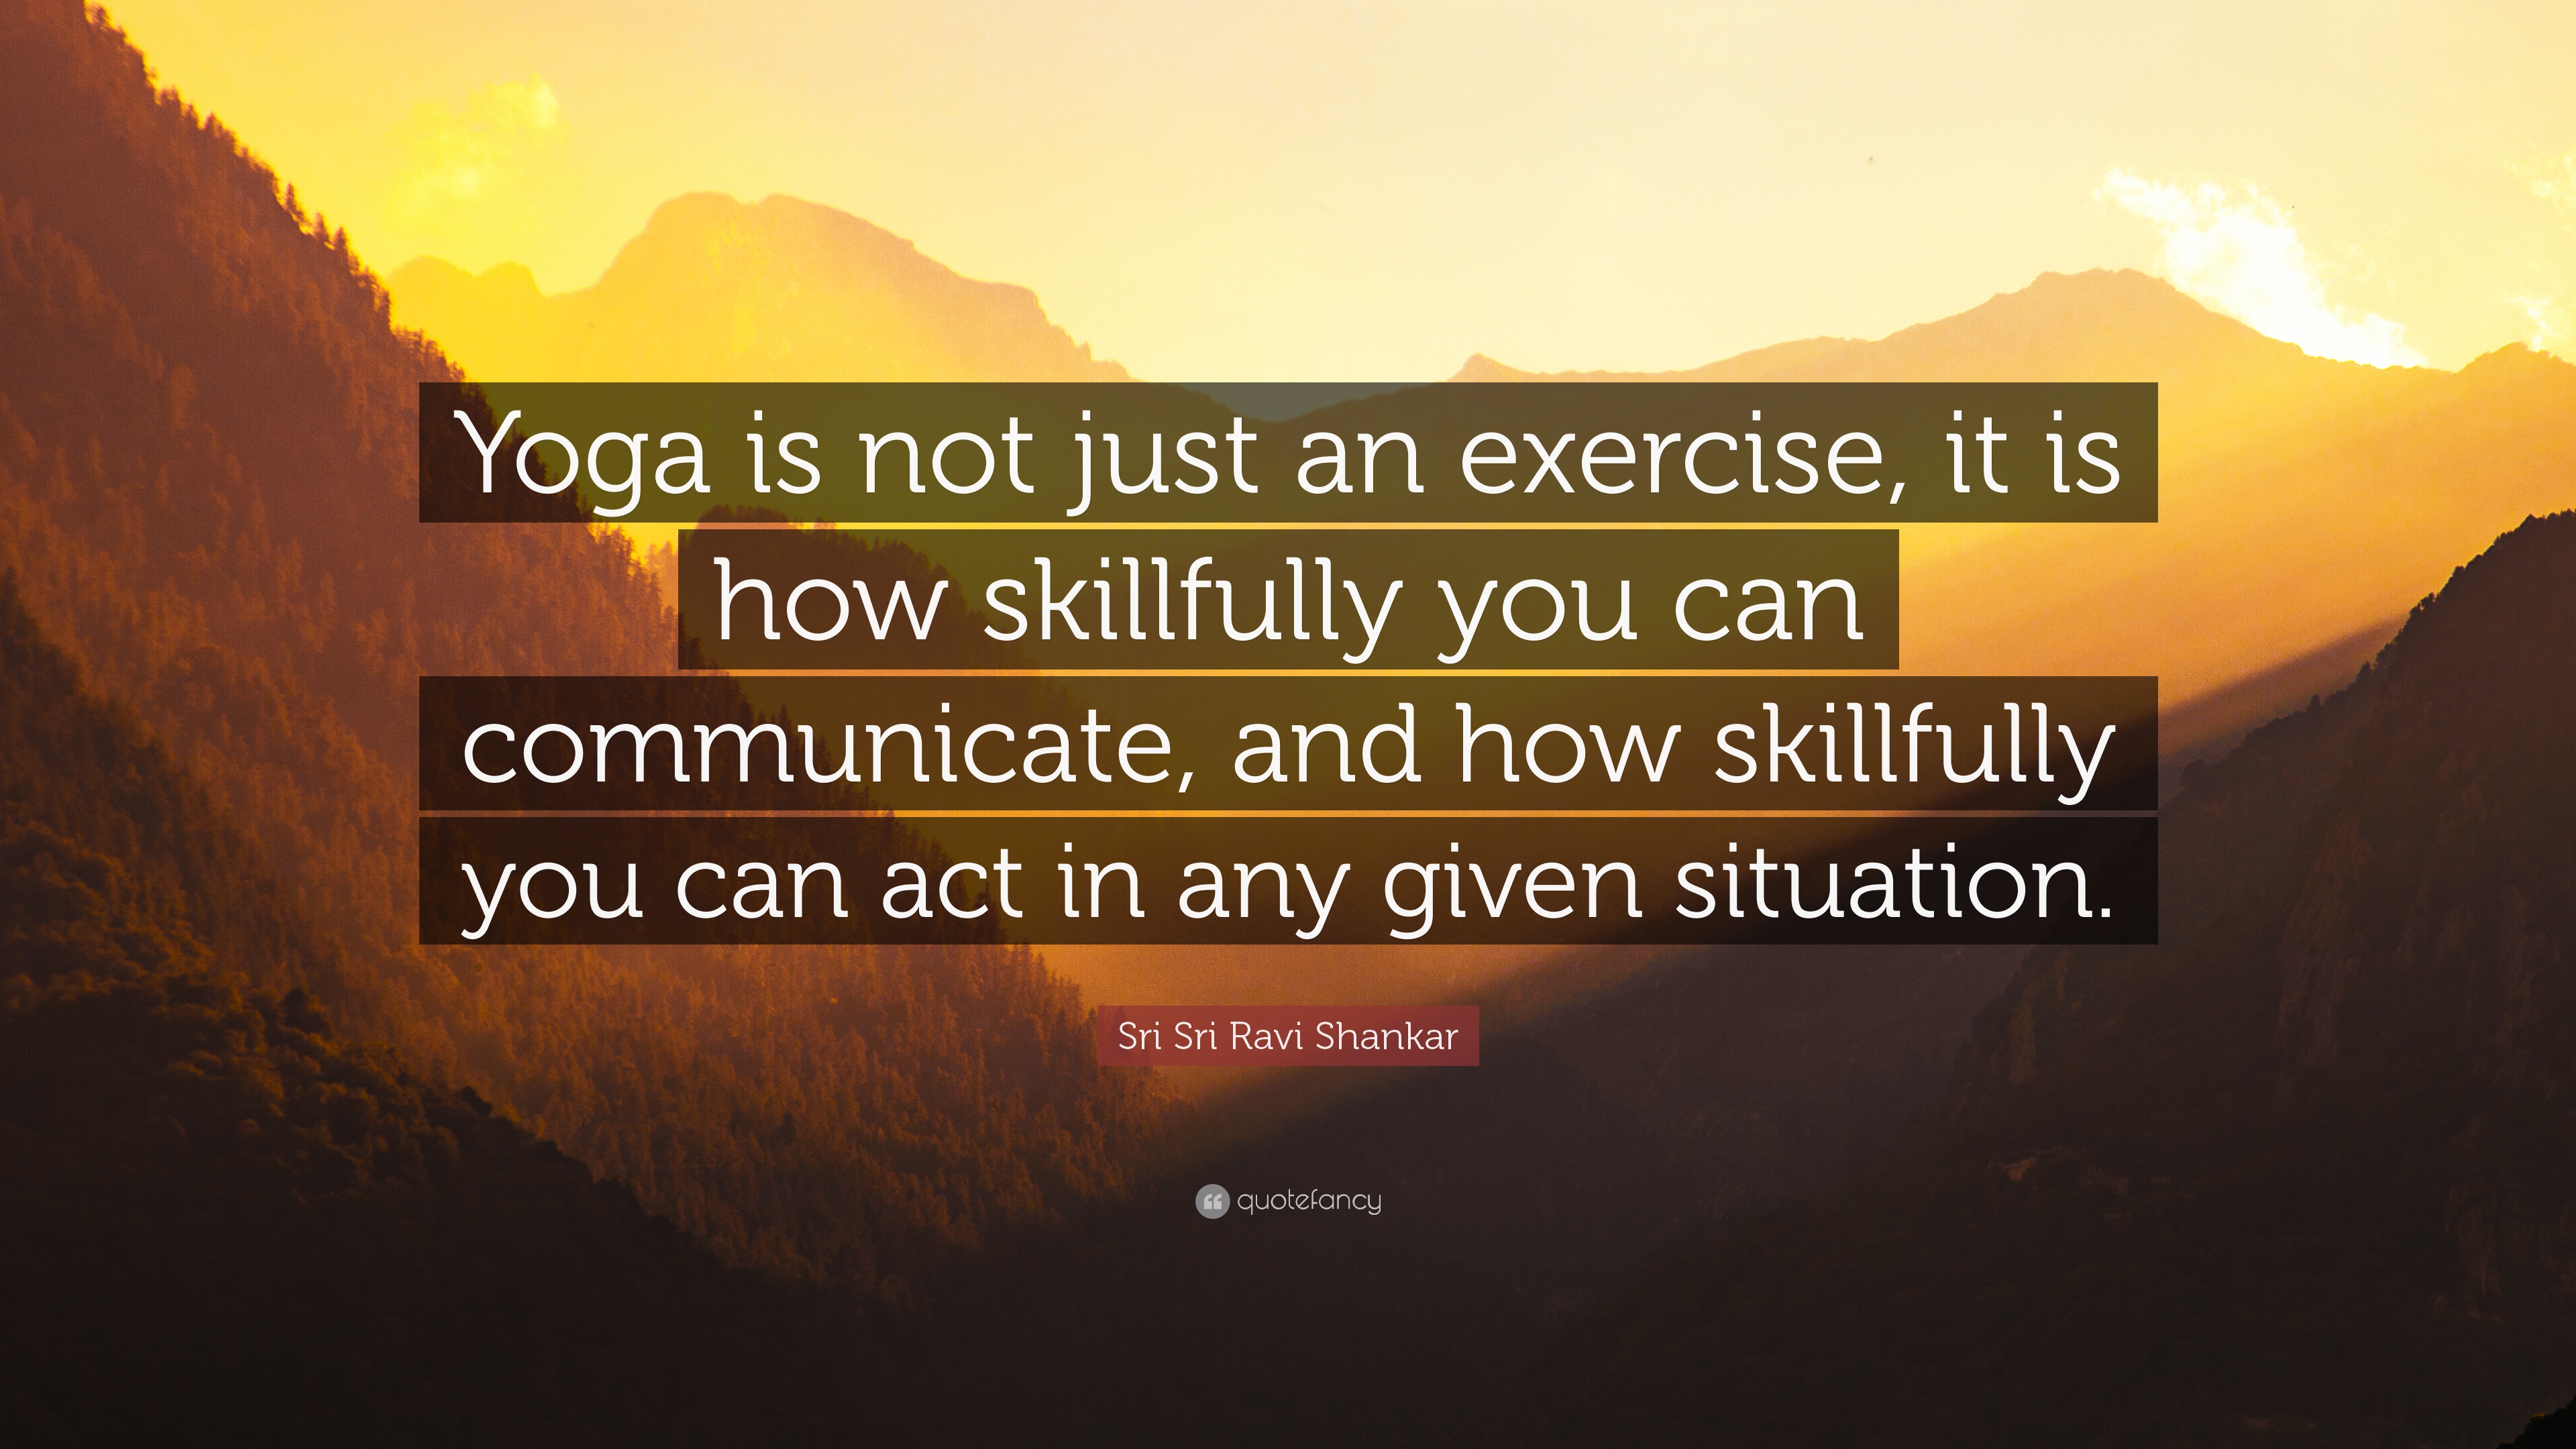 Yoga is not just an exercise, it is
how skillfully you can
communicate, and how skillfully
you can act in any given situation.
Sri Sri Ravi Shankar
quotefancy